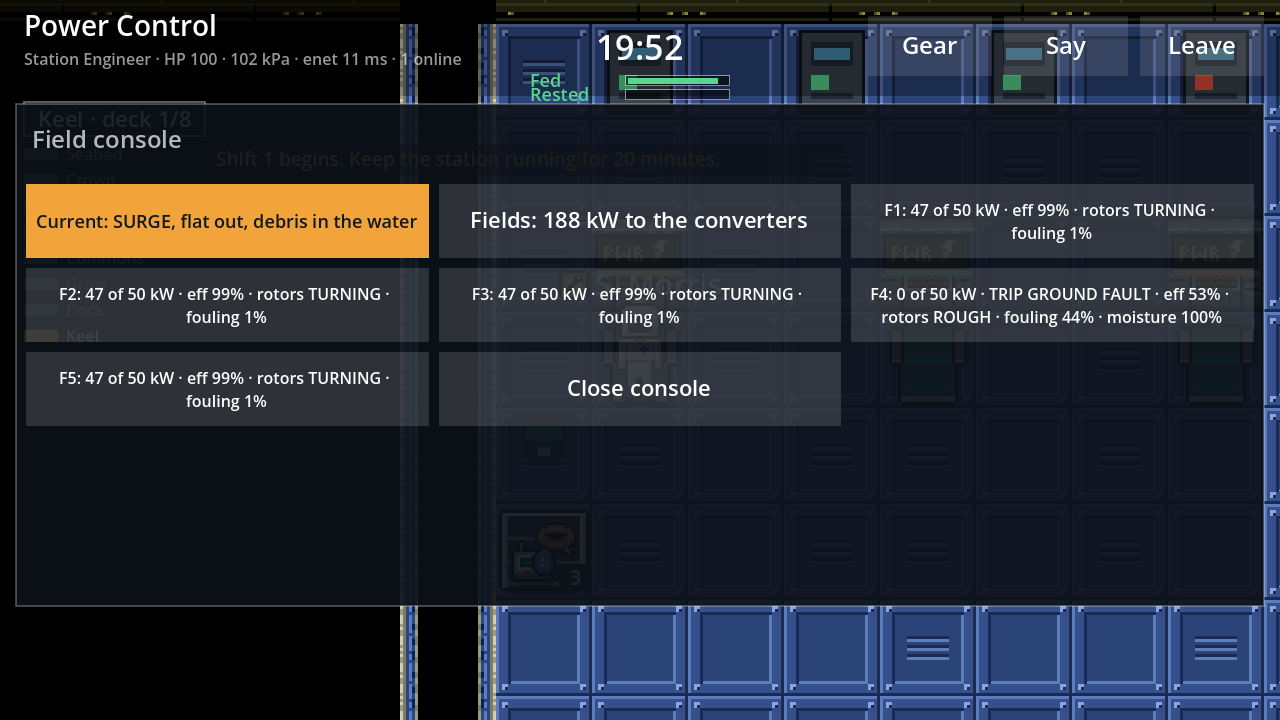 Power Control
Station Engineer · HP 100 · 102 kPa · enet 11 ms · 1 online
19:52
Fed
Rested
Gear
Say
Leave
Keel · deck 1/8
Field console
Seabed
Crown
Shift 1 begins. Keep the station running for 20 minutes.
Current: SURGE, flat out, debris in the water
Fields: 188 kW to the converters
F1: 47 of 50 kW · eff 99% · rotors TURNING ·
fouling 1%
Commons
PWR
PWR
PWR
F2: 47 of 50 kW · eff 99% · rotors TURNING ·
fouling 1%
F3: 47 of 50 kW · eff 99% · rotors TURNING ·
fouling 1%
F4: 0 of 50 kW · TRIP GROUND FAULT · eff 53% ·
rotors ROUGH · fouling 44% · moisture 100%
Dock
Keel
F5: 47 of 50 kW · eff 99% · rotors TURNING ·
fouling 1%
Close console
3